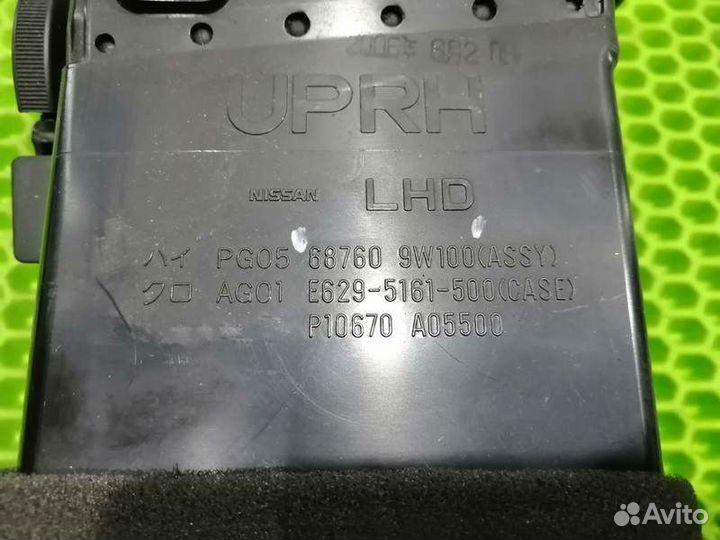 UPRH
NISSAN LHD
ハイ PG05 68760 9W100(ASSY)
クロ AG01 E629-5161-500(CASE)
P10670 A05500
Avito